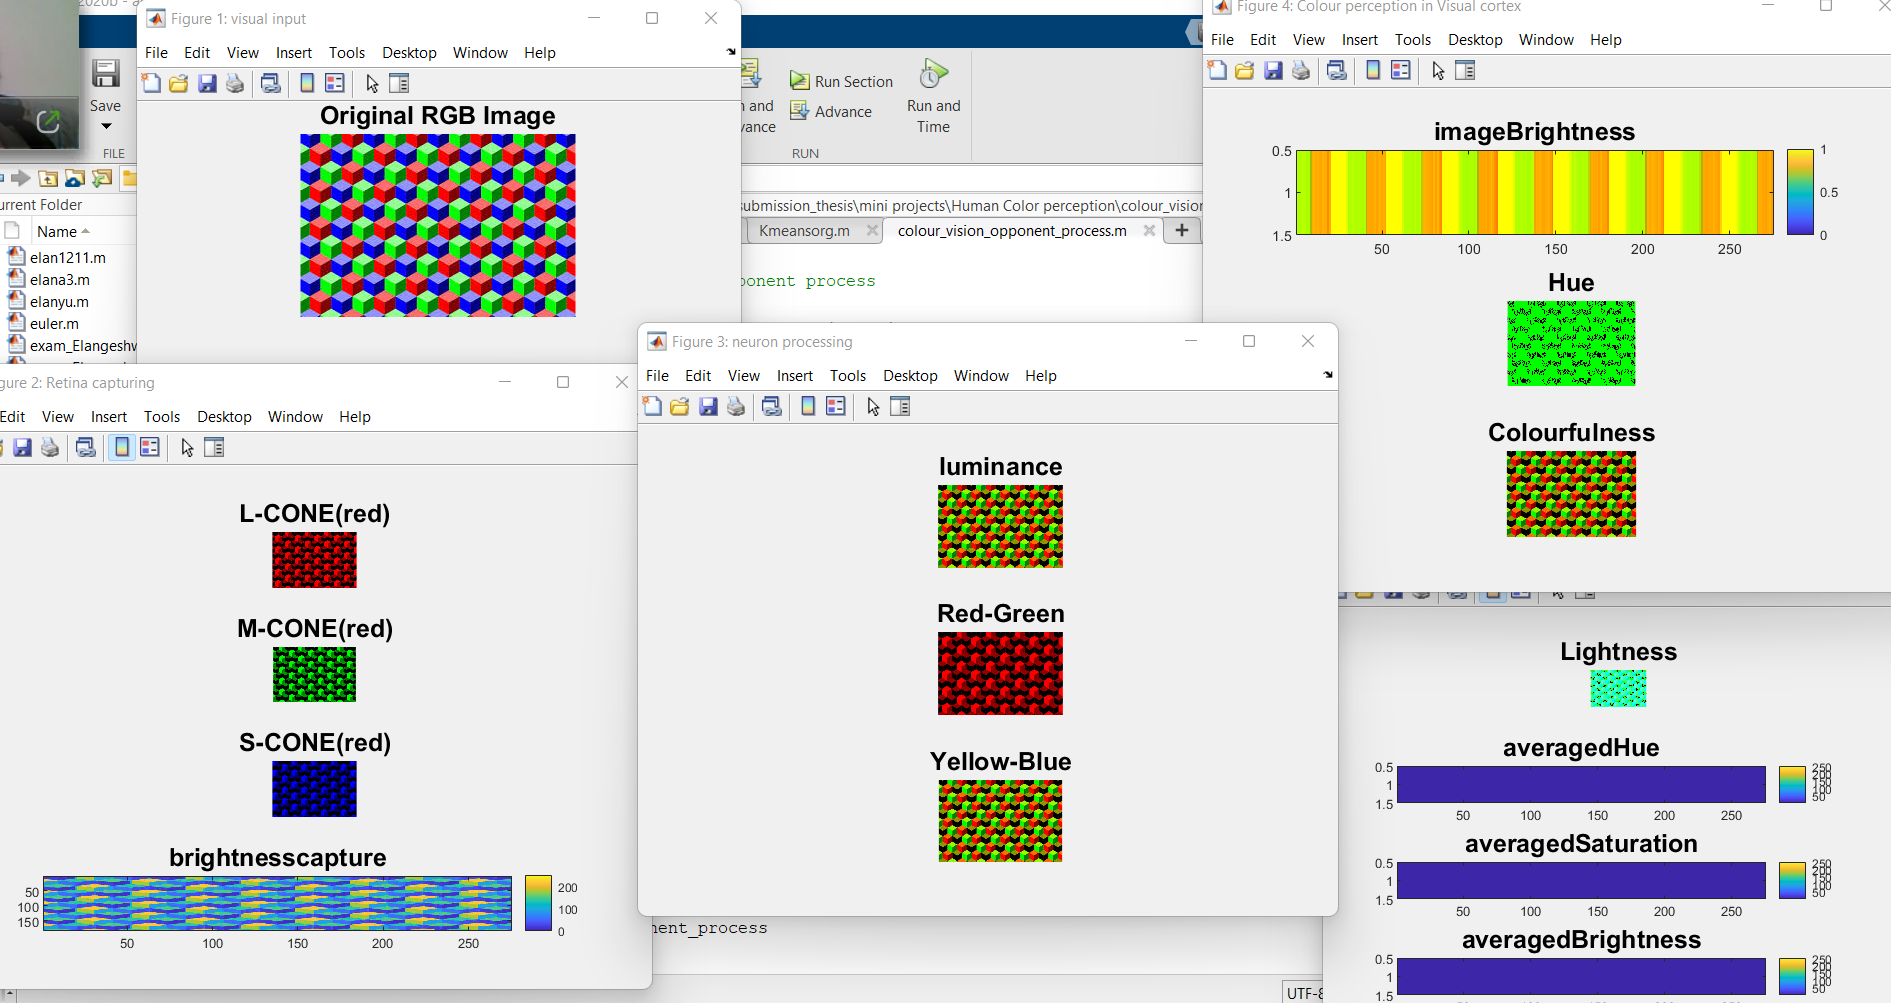 2020b - a
Save
FILE
Run Section
Advance
n and
vance
Run and
Time
RUN
urrent Folder
Name
elan1211.m
elana3.m
elanyu.m
euler.m
exam_Elangeshw
submission_thesis\mini projects\Human Color perception\colour_vision
Kmeansorg.m
colour_vision_opponent_process.m
onent process
nent_process
UTF-8
Figure 1: visual input
File Edit View Insert Tools Desktop Window Help
Original RGB Image
gure 2: Retina capturing
Edit View Insert Tools Desktop Window Help
L-CONE(red)
M-CONE(red)
S-CONE(red)
brightnesscapture
50
100
150
50 100 150 200 250
200
100
0
Figure 3: neuron processing
File Edit View Insert Tools Desktop Window Help
luminance
Red-Green
Yellow-Blue
Figure 4: Colour perception in Visual cortex
File Edit View Insert Tools Desktop Window Help
imageBrightness
0.5
1
1.5
50 100 150 200 250
1
0.5
0
Hue
Colourfulness
Lightness
averagedHue
0.5
1
1.5
50 100 150 200 250
250
200
150
100
50
averagedSaturation
0.5
1
1.5
50 100 150 200 250
250
200
150
100
50
averagedBrightness
0.5
1
1.5
250
200
150
100
50